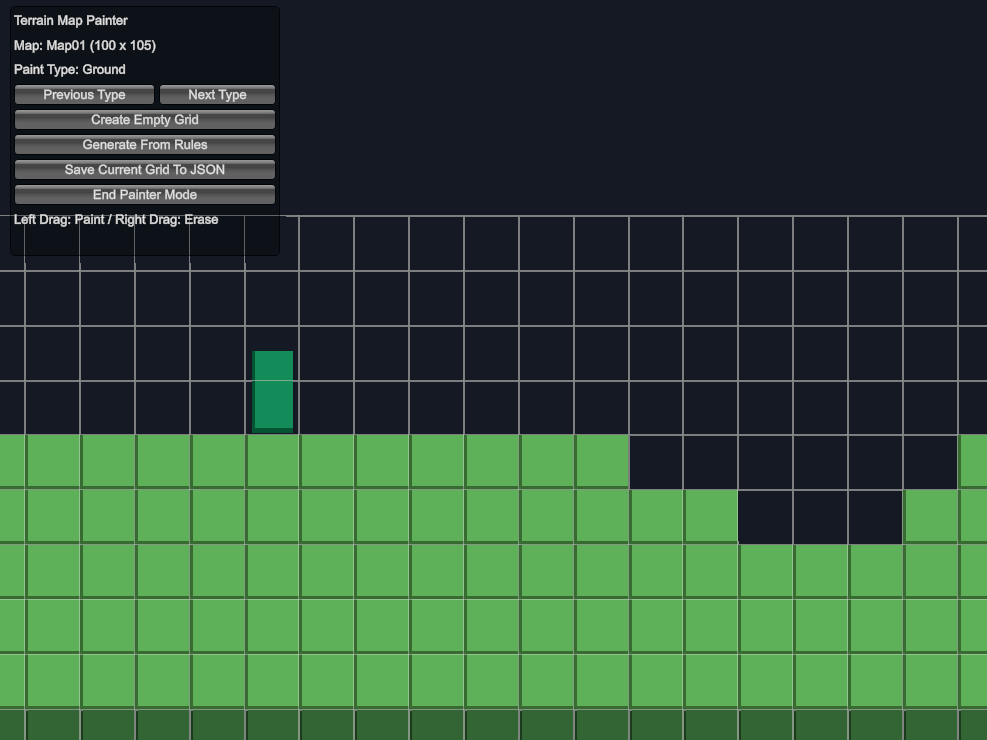 Terrain Map Painter
Map: Map01 (100 x 105)
Paint Type: Ground
Previous Type Next Type
Create Empty Grid
Generate From Rules
Save Current Grid To JSON
End Painter Mode
Left Drag: Paint / Right Drag: Erase